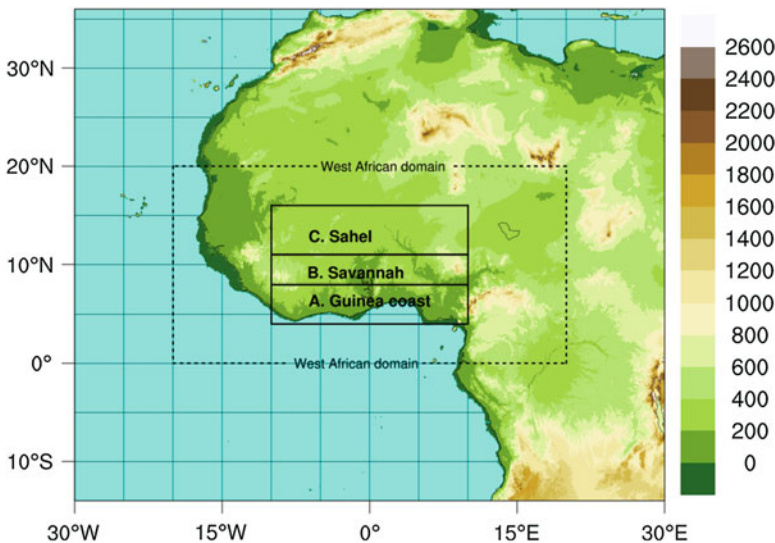 30°N
20°N
10°N
0°
10°S
30°W
15°W
0°
15°E
30°E
West African domain
C. Sahel
B. Savannah
A. Guinea coast
West African domain
2600
2400
2200
2000
1800
1600
1400
1200
1000
800
600
400
200
0